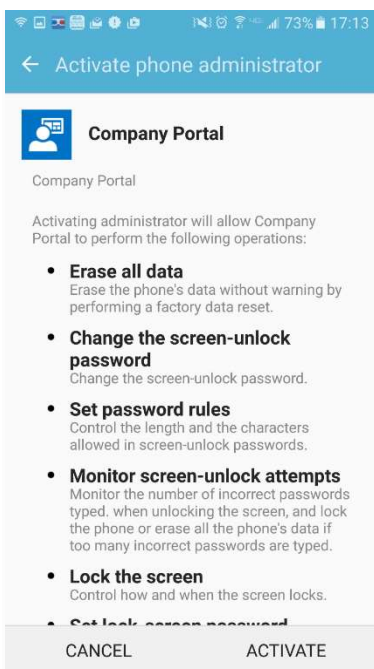 73% 17:13
Activate phone administrator
Company Portal
Company Portal
Activating administrator will allow Company
Portal to perform the following operations:
• Erase all data
Erase the phone's data without warning by
performing a factory data reset.
• Change the screen-unlock
password
Change the screen-unlock password.
• Set password rules
Control the length and the characters
allowed in screen-unlock passwords.
• Monitor screen-unlock attempts
Monitor the number of incorrect passwords
typed. when unlocking the screen, and lock
the phone or erase all the phone's data if
too many incorrect passwords are typed.
• Lock the screen
Control how and when the screen locks.
• Set lock-screen password
CANCEL ACTIVATE